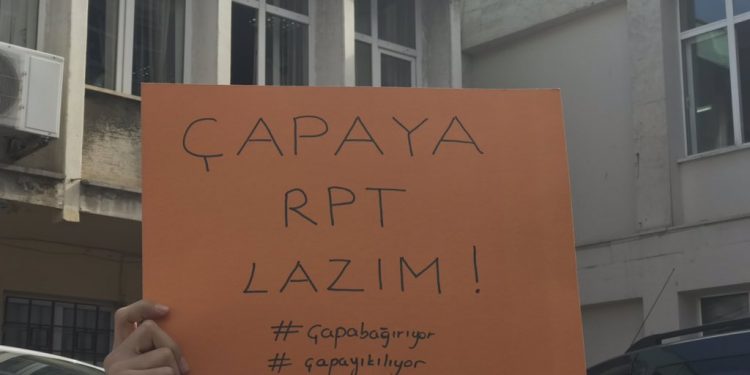 ÇAPAYA
RPT
LAZIM!
#Çapabağırıyor
# çapayıkılıyor